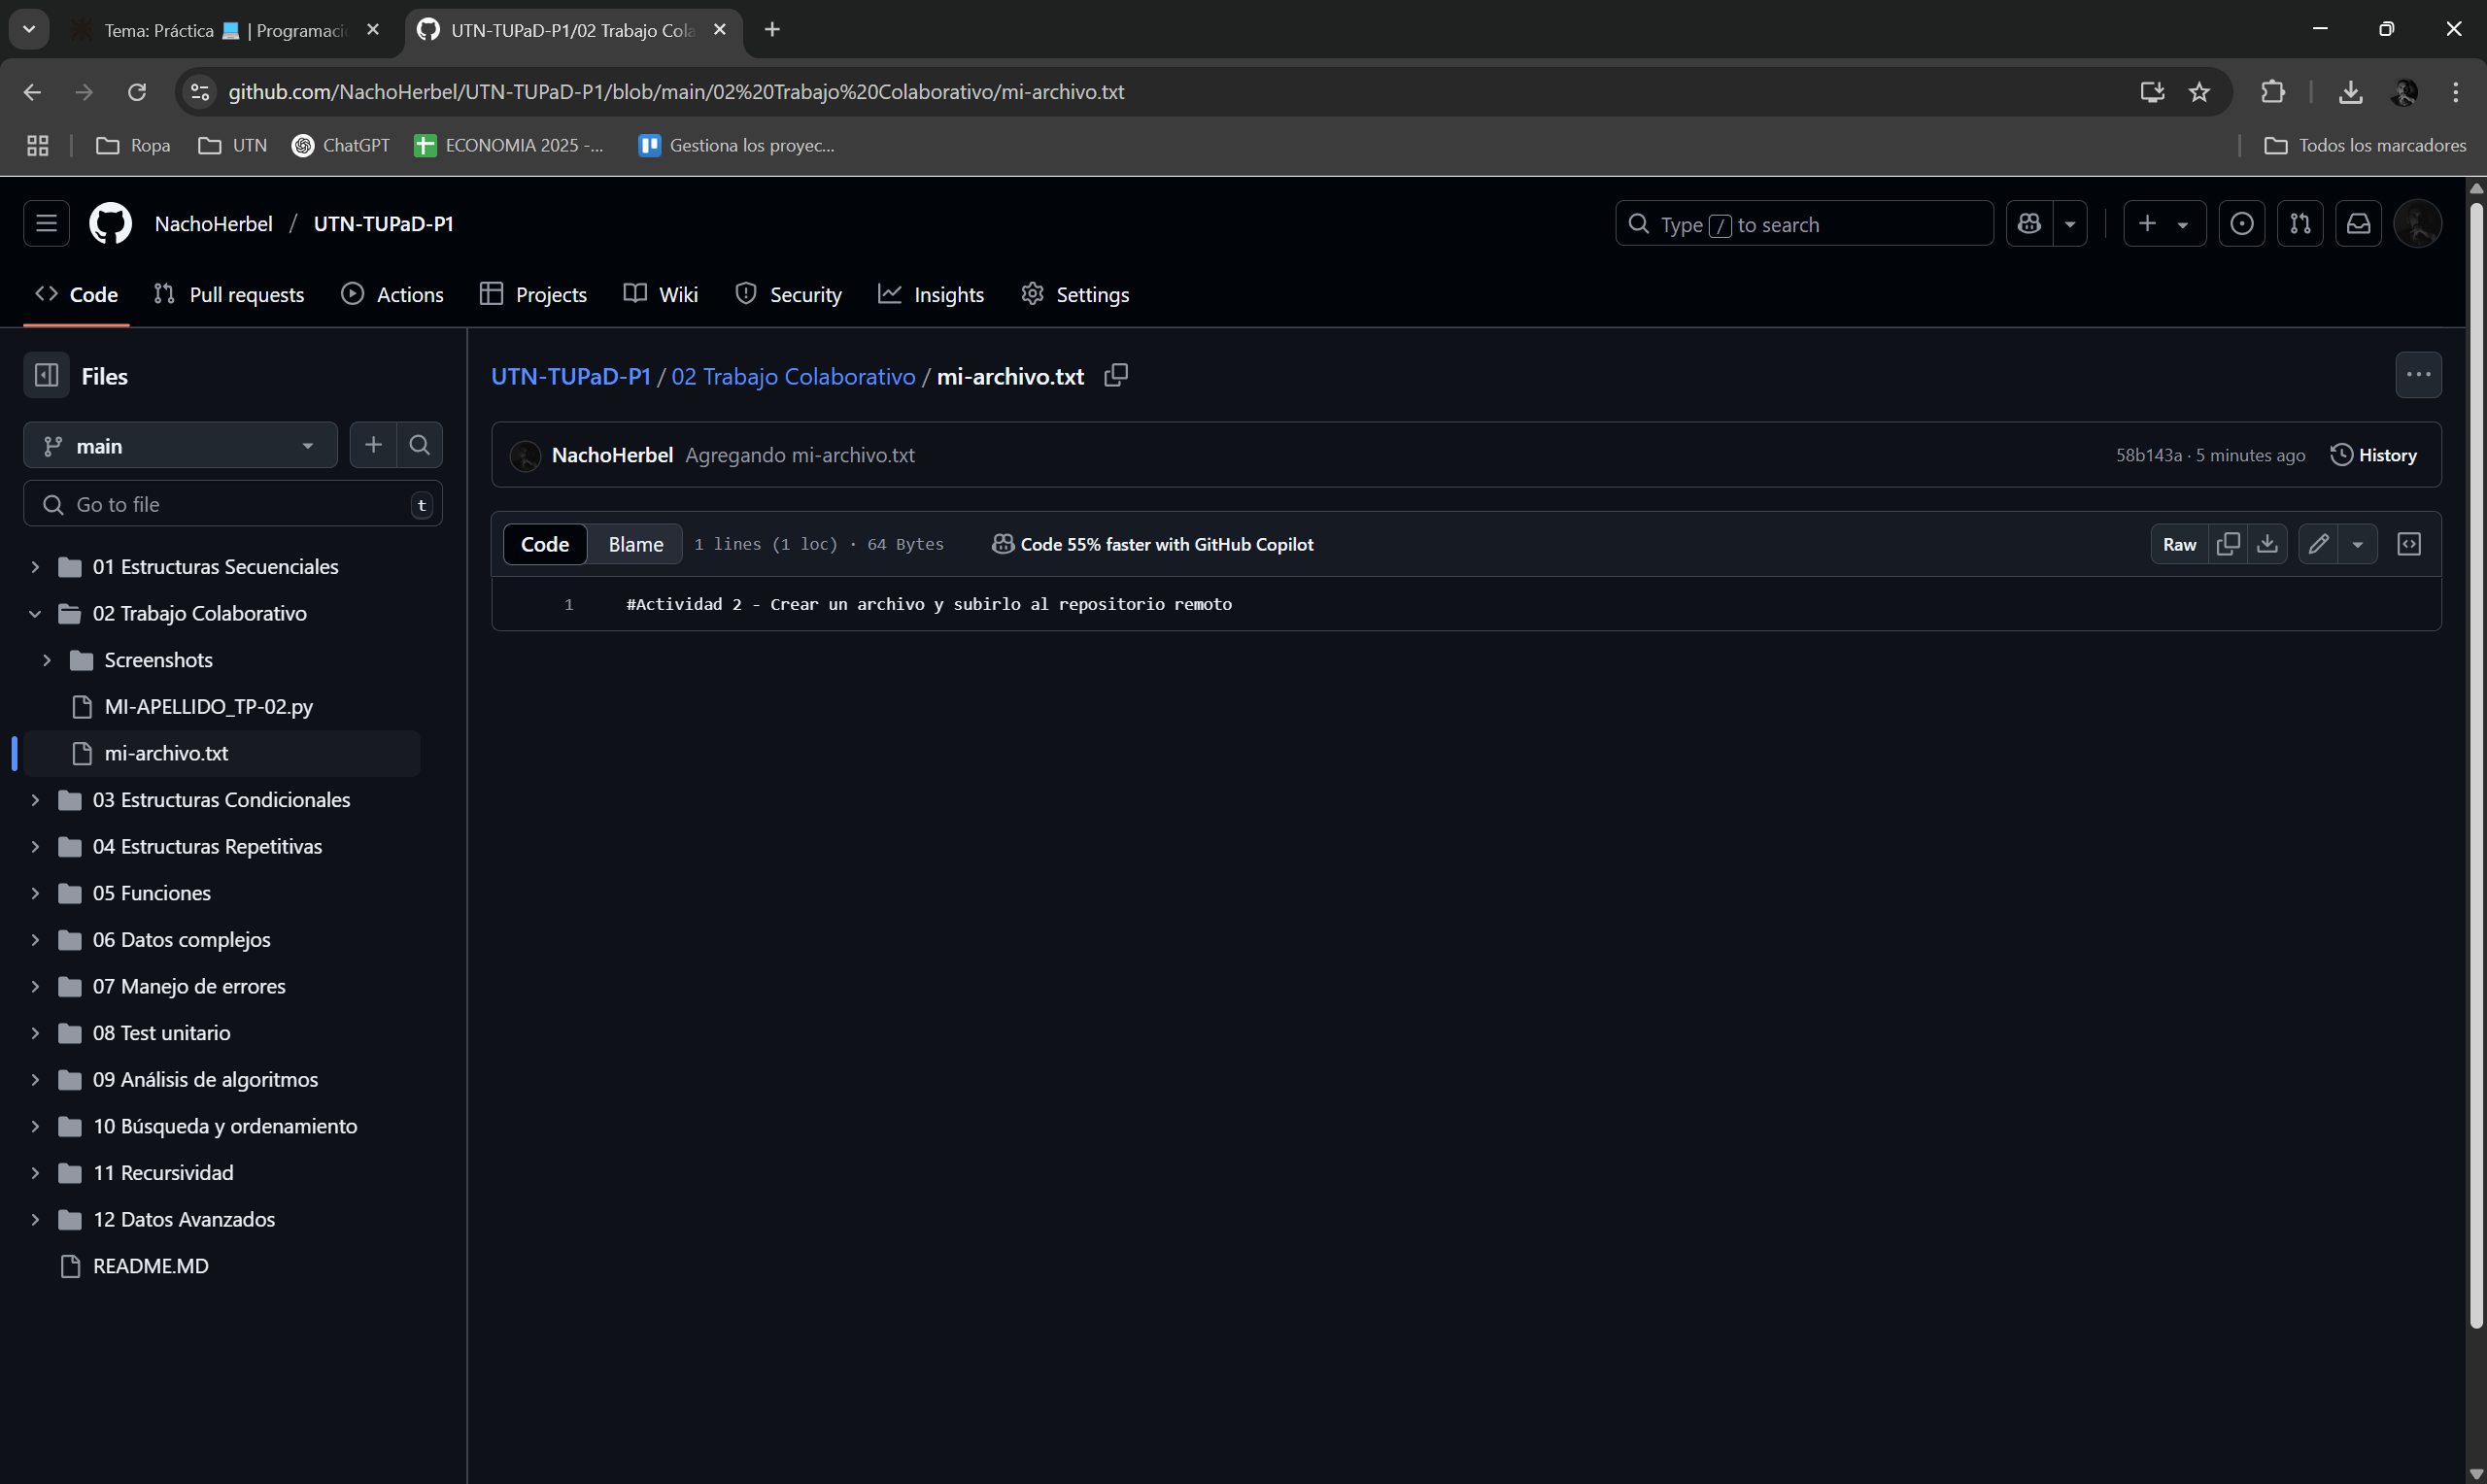 Tema: Práctica 💻 | Programaci
UTN-TUPaD-P1/02 Trabajo Cola
github.com/NachoHerbel/UTN-TUPaD-P1/blob/main/02%20Trabajo%20Colaborativo/mi-archivo.txt
Ropa UTN ChatGPT ECONOMIA 2025 -... Gestiona los proyec... Todos los marcadores
NachoHerbel / UTN-TUPaD-P1 Type / to search
Code Pull requests Actions Projects Wiki Security Insights Settings
Files
main
Go to file t
01 Estructuras Secuenciales
02 Trabajo Colaborativo
Screenshots
MI-APELLIDO_TP-02.py
mi-archivo.txt
03 Estructuras Condicionales
04 Estructuras Repetitivas
05 Funciones
06 Datos complejos
07 Manejo de errores
08 Test unitario
09 Análisis de algoritmos
10 Búsqueda y ordenamiento
11 Recursividad
12 Datos Avanzados
README.MD
UTN-TUPaD-P1 / 02 Trabajo Colaborativo / mi-archivo.txt
NachoHerbel Agregando mi-archivo.txt 58b143a · 5 minutes ago History
Code Blame 1 lines (1 loc) · 64 Bytes Code 55% faster with GitHub Copilot Raw
1 #Actividad 2 - Crear un archivo y subirlo al repositorio remoto